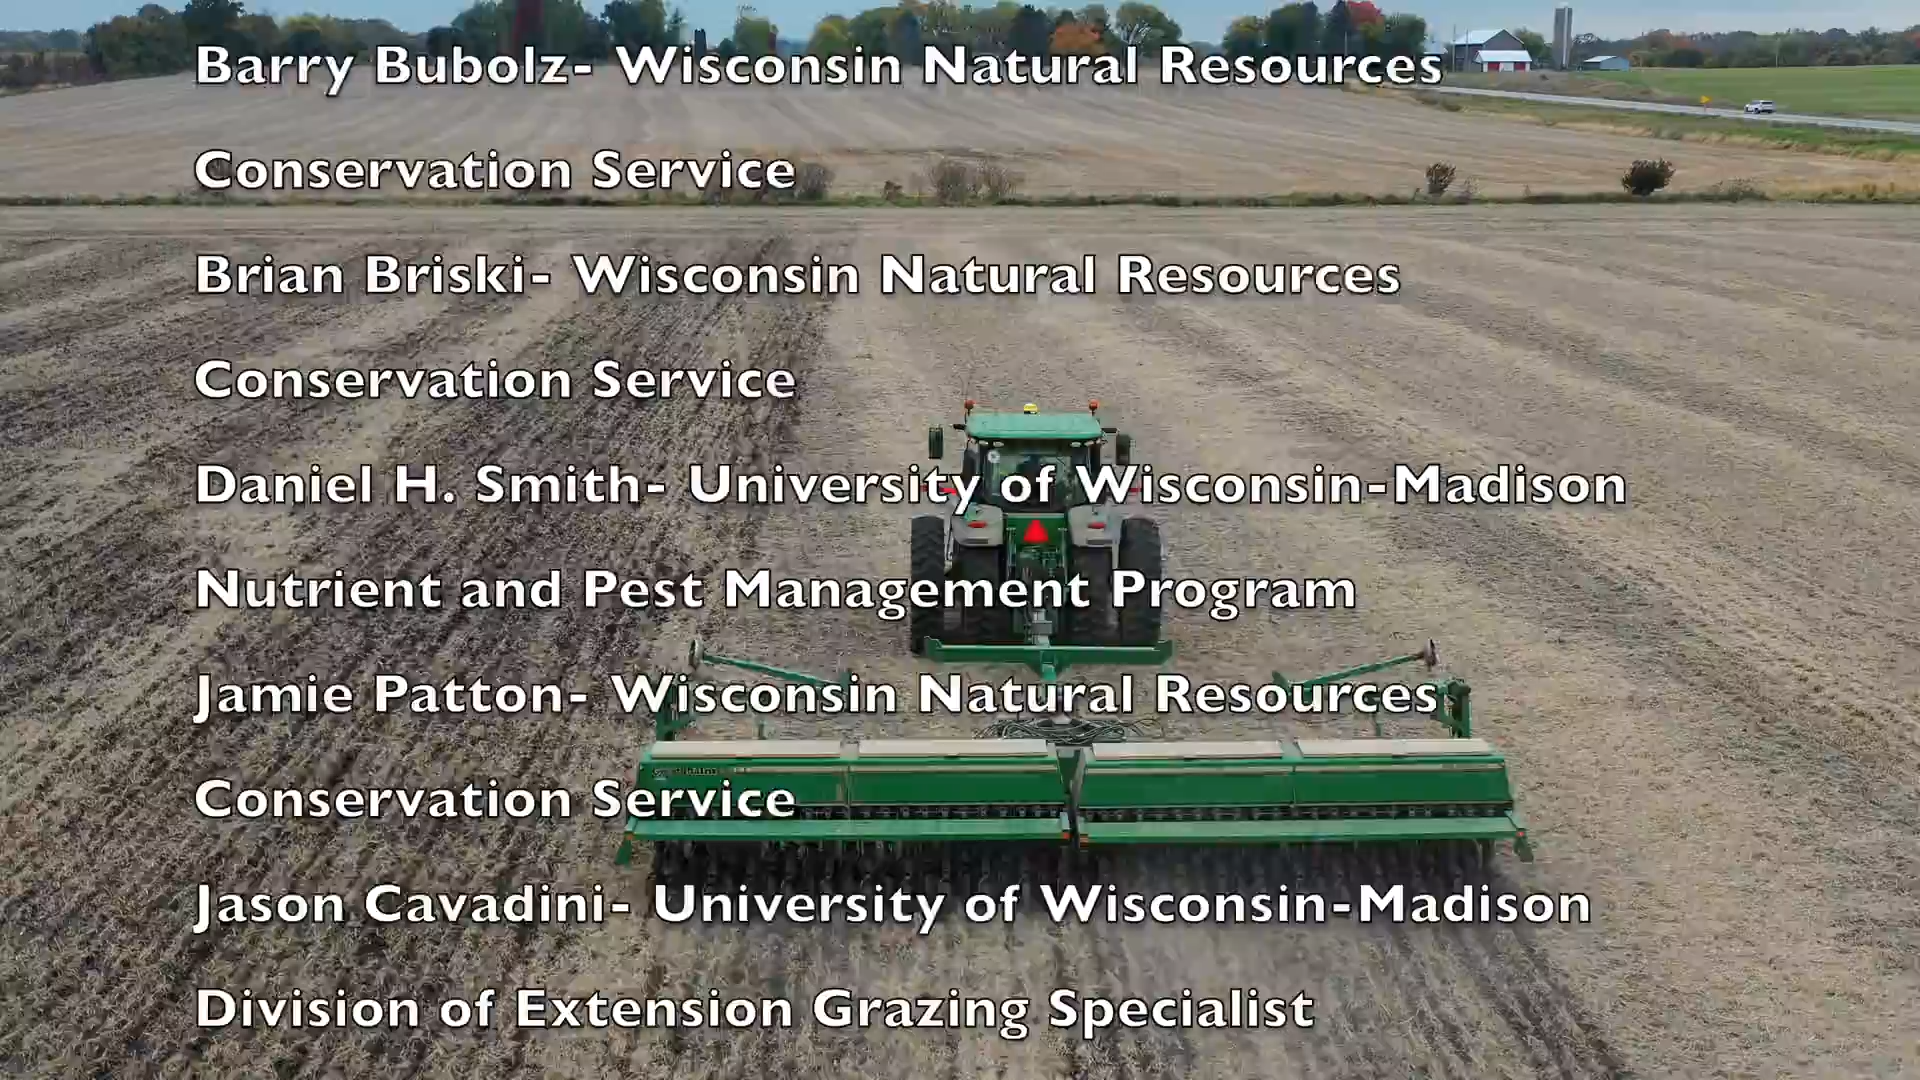 Barry Bubolz- Wisconsin Natural Resources
Conservation Service
Brian Briski- Wisconsin Natural Resources
Conservation Service
Daniel H. Smith- University of Wisconsin-Madison
Nutrient and Pest Management Program
Jamie Patton- Wisconsin Natural Resources
Conservation Service
Jason Cavadini- University of Wisconsin-Madison
Division of Extension Grazing Specialist